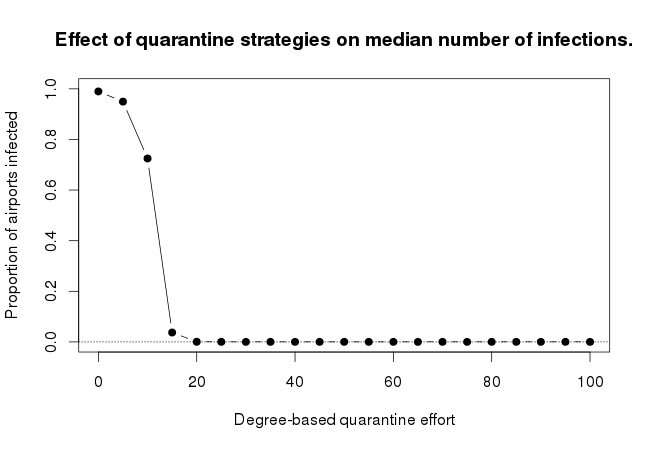 Effect of quarantine strategies on median number of infections.
Proportion of airports infected
1.0
0.8
0.6
0.4
0.2
0.0
0 20 40 60 80 100
Degree-based quarantine effort